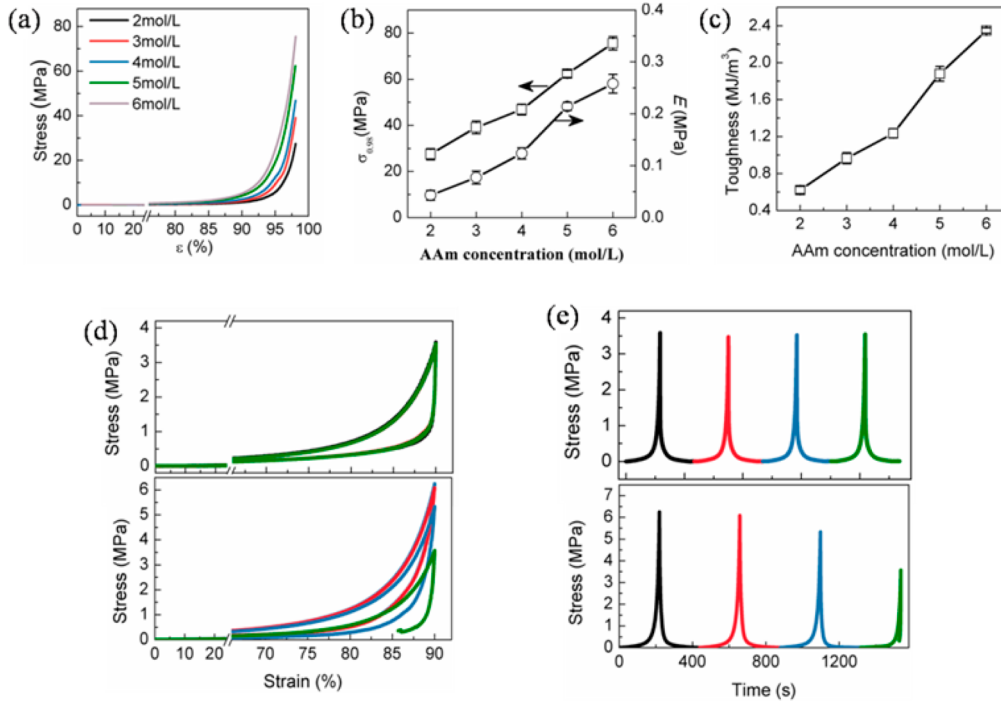 (a)
2mol/L
3mol/L
4mol/L
5mol/L
6mol/L
Stress (MPa)
80
60
40
20
0
0 5 10 15 20 80 85 90 95 100
ε (%)
(b)
σ0.98(MPa)
80
60
40
20
0
0.4
0.3
0.2
0.1
0.0
E (MPa)
2 3 4 5 6
AAm concentration (mol/L)
(c)
Toughness (MJ/m³)
2.4
1.8
1.2
0.6
2 3 4 5 6
AAm concentration (mol/L)
(d)
Stress (MPa)
4
3
2
1
0
Stress (MPa)
6
5
4
3
2
1
0
0 5 10 15 20 70 75 80 85 90
Strain (%)
(e)
Stress (MPa)
4
3
2
1
0
Stress (MPa)
7
6
5
4
3
2
1
0
0 400 800 1200
Time (s)